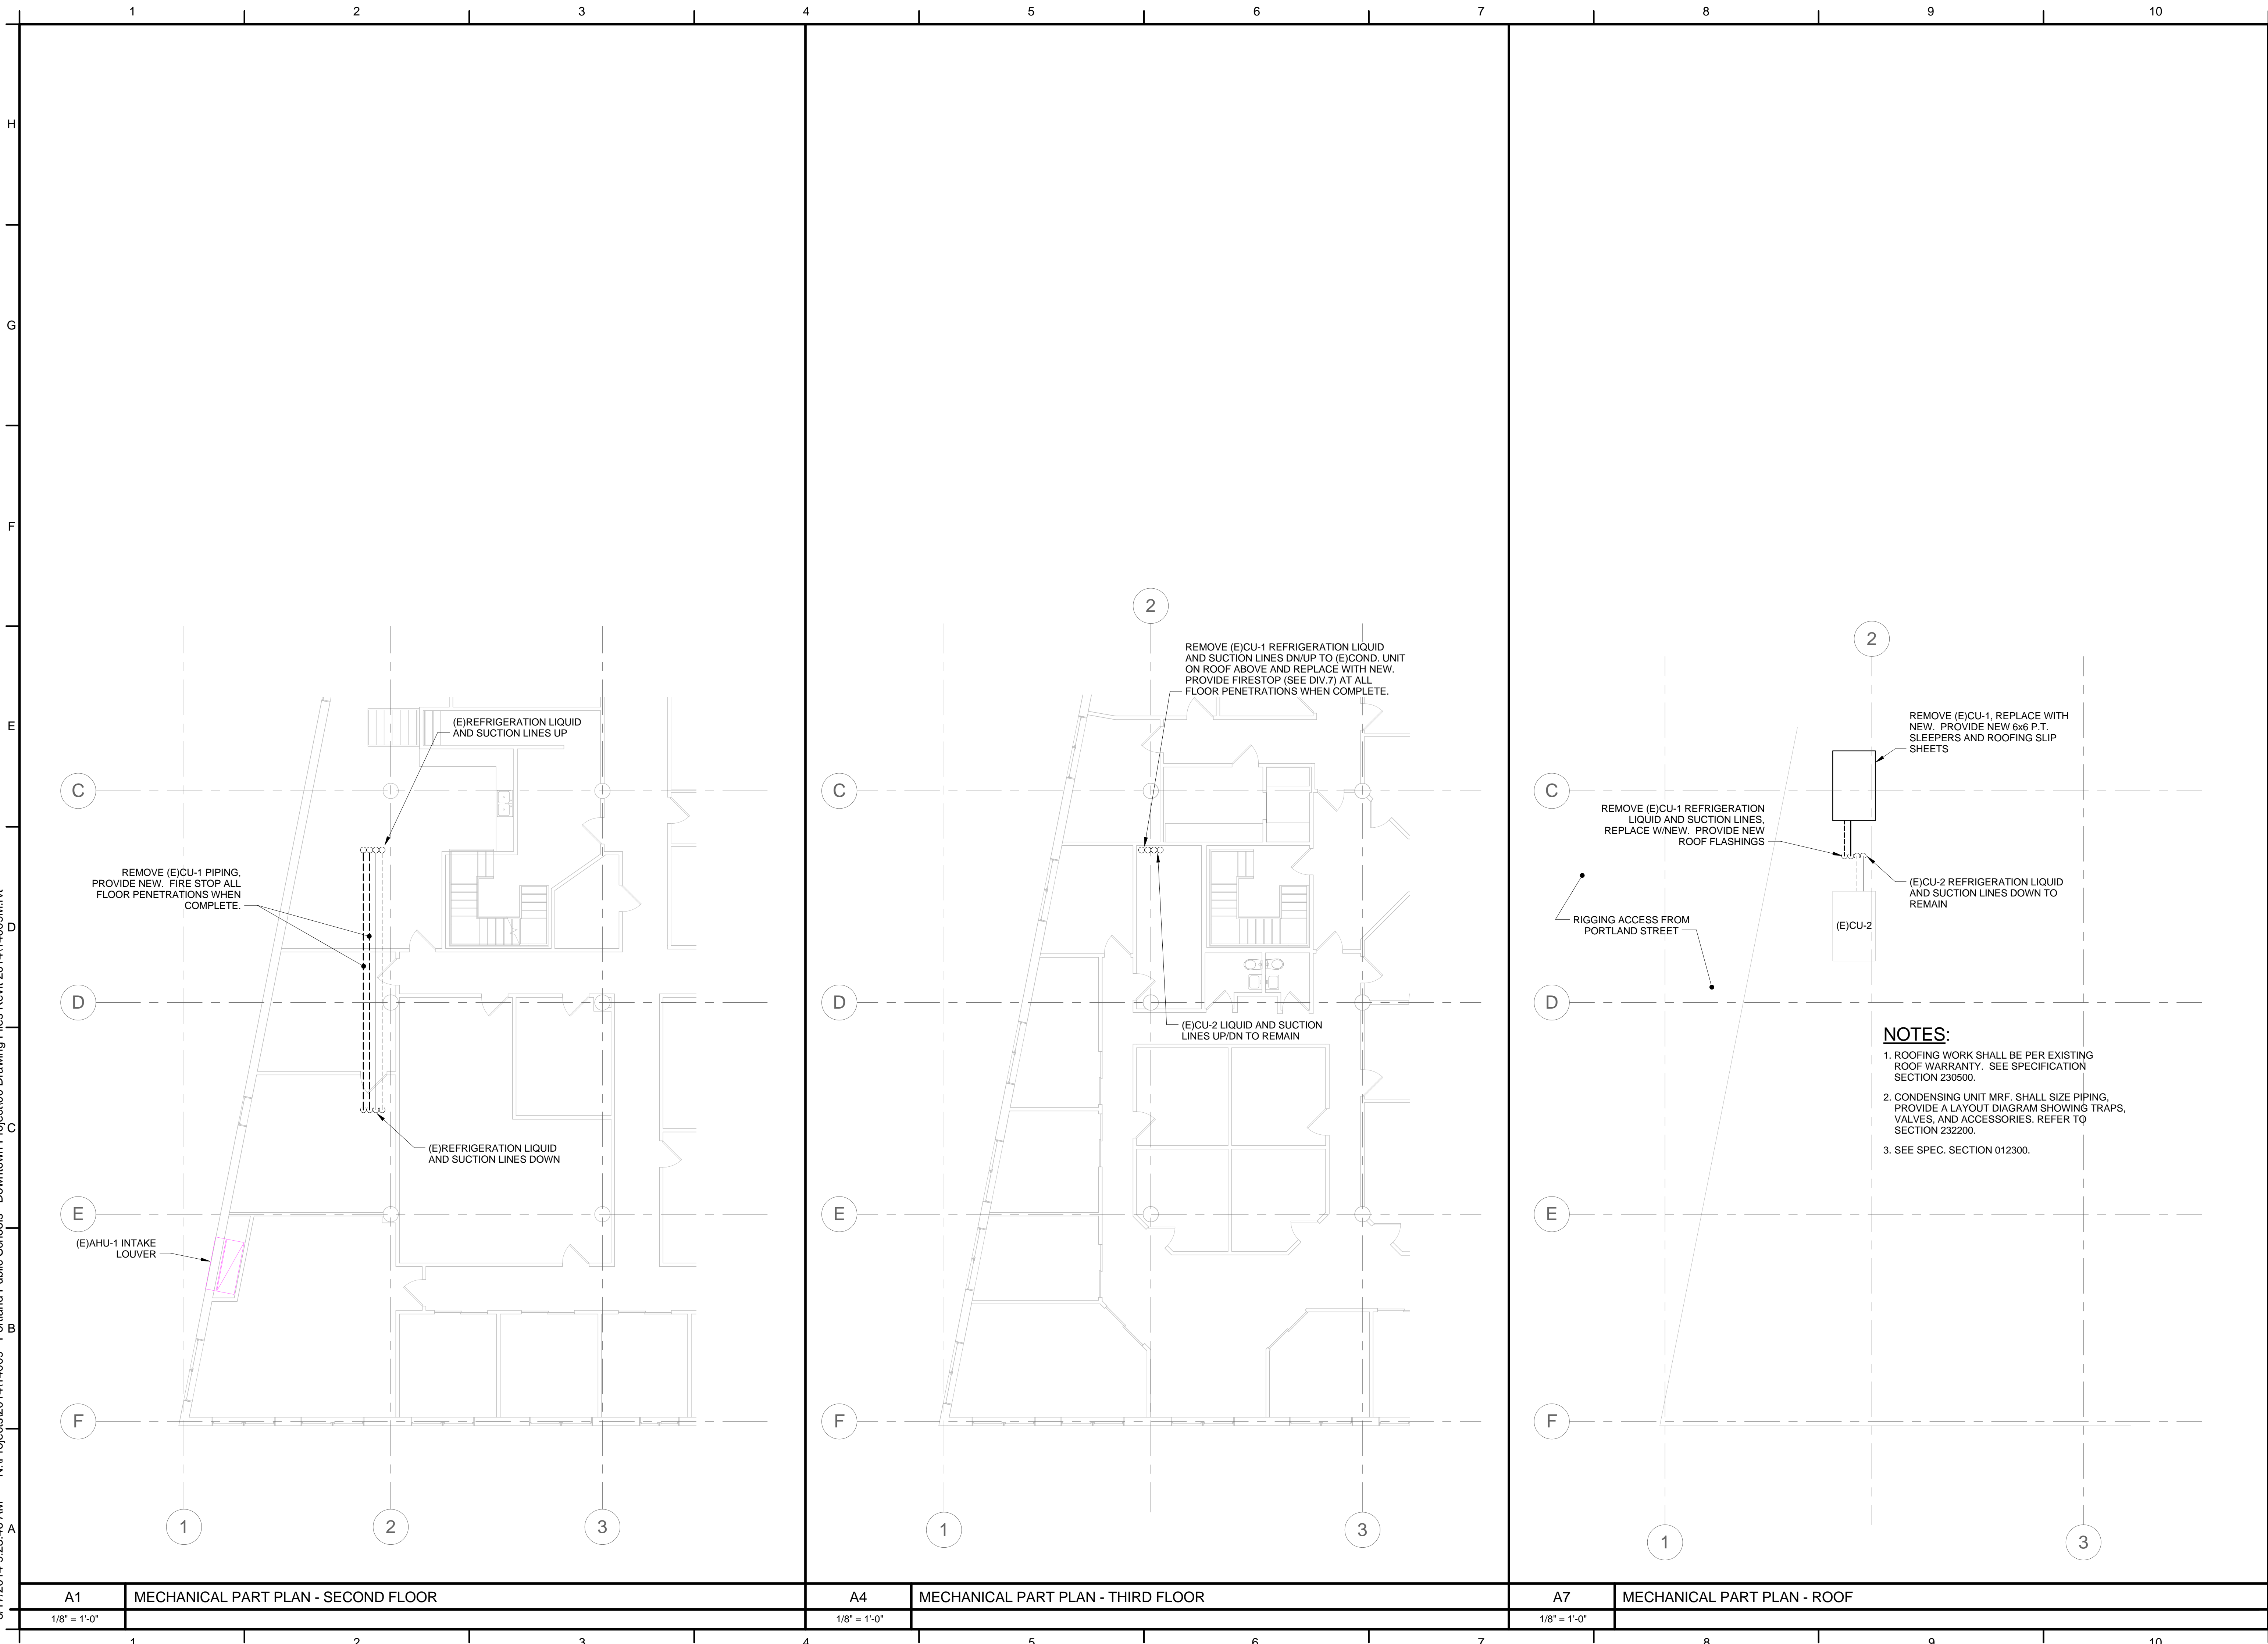 1 2 3 4 5 6 7 8 9 10
H
G
F
E
D
C
B
A
(E)REFRIGERATION LIQUID
AND SUCTION LINES UP
REMOVE (E)CU-1 PIPING,
PROVIDE NEW. FIRE STOP ALL
FLOOR PENETRATIONS WHEN
COMPLETE.
(E)REFRIGERATION LIQUID
AND SUCTION LINES DOWN
(E)AHU-1 INTAKE
LOUVER
C
D
E
F
1 2 3
A1 MECHANICAL PART PLAN - SECOND FLOOR
1/8" = 1'-0"
2
REMOVE (E)CU-1 REFRIGERATION LIQUID
AND SUCTION LINES DN/UP TO (E)COND. UNIT
ON ROOF ABOVE AND REPLACE WITH NEW.
PROVIDE FIRESTOP (SEE DIV.7) AT ALL
FLOOR PENETRATIONS WHEN COMPLETE.
(E)CU-2 LIQUID AND SUCTION
LINES UP/DN TO REMAIN
C
D
E
F
1 3
A4 MECHANICAL PART PLAN - THIRD FLOOR
1/8" = 1'-0"
2
REMOVE (E)CU-1, REPLACE WITH
NEW. PROVIDE NEW 6x6 P.T.
SLEEPERS AND ROOFING SLIP
SHEETS
REMOVE (E)CU-1 REFRIGERATION
LIQUID AND SUCTION LINES,
REPLACE W/NEW. PROVIDE NEW
ROOF FLASHINGS
(E)CU-2 REFRIGERATION LIQUID
AND SUCTION LINES DOWN TO
REMAIN
RIGGING ACCESS FROM
PORTLAND STREET
(E)CU-2
NOTES:
1. ROOFING WORK SHALL BE PER EXISTING
ROOF WARRANTY. SEE SPECIFICATION
SECTION 230500.
2. CONDENSING UNIT MRF. SHALL SIZE PIPING,
PROVIDE A LAYOUT DIAGRAM SHOWING TRAPS,
VALVES, AND ACCESSORIES. REFER TO
SECTION 232200.
3. SEE SPEC. SECTION 012300.
C
D
E
F
1 3
A7 MECHANICAL PART PLAN - ROOF
1/8" = 1'-0"
1 2 3 4 5 6 7 8 9 10